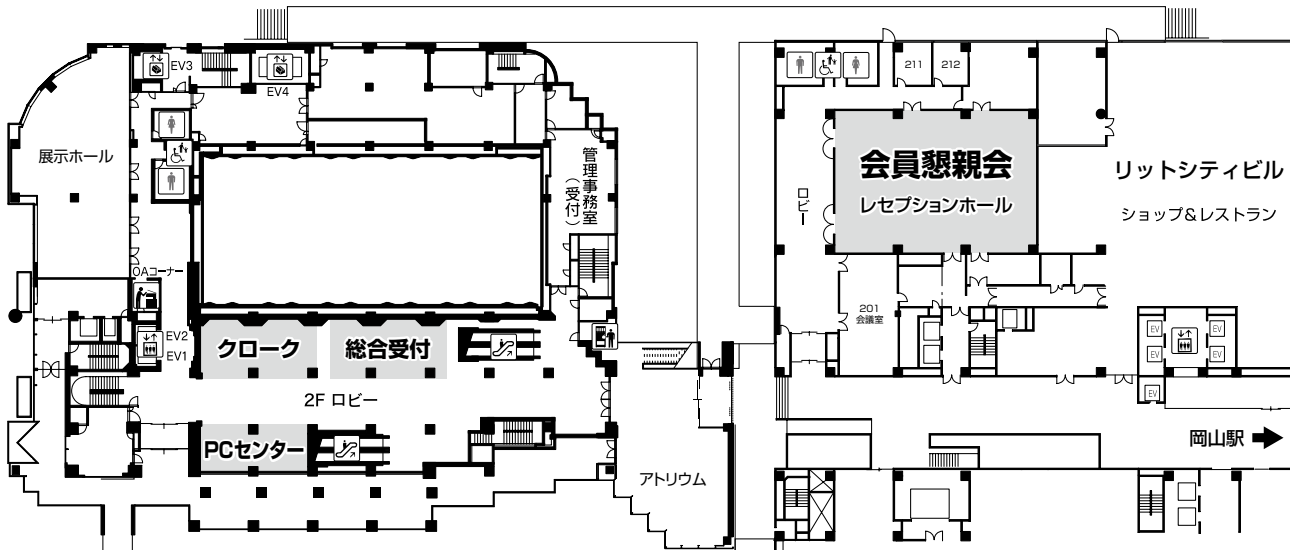 EV3
EV4
展示ホール
管理事務室
(受付)
OAコーナー
EV2
EV1
クローク
総合受付
2F ロビー
PCセンター
アトリウム
211
212
会員懇親会
レセプションホール
ロビー
リットシティビル
ショップ&レストラン
201
会議室
EV
EV
EV
EV
EV
岡山駅